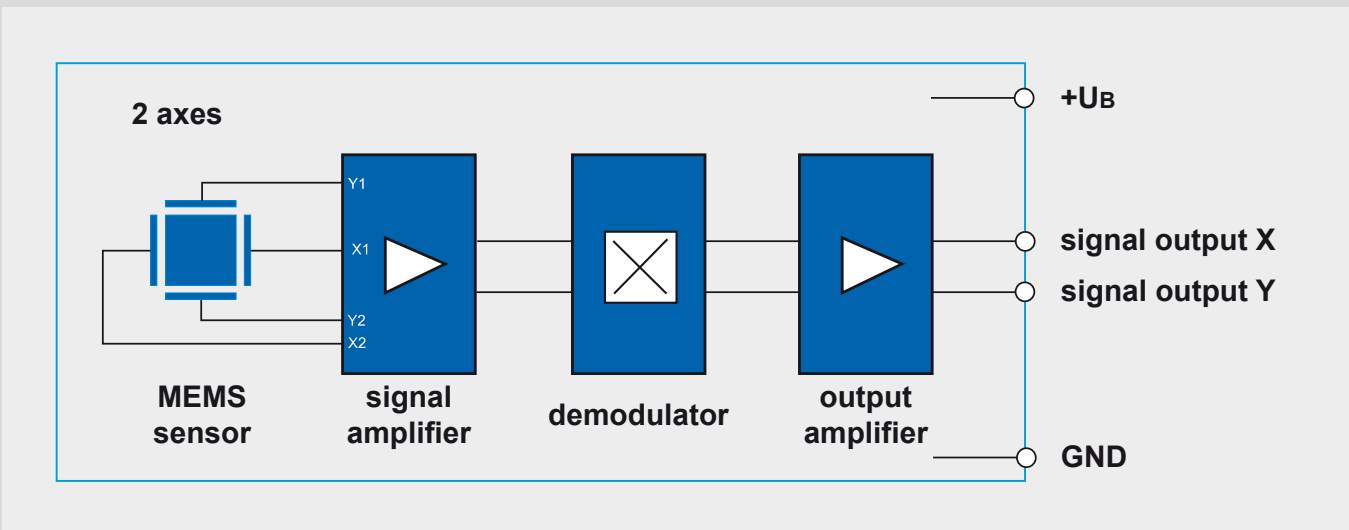 2 axes
+UB
Y1
X1
Y2
X2
signal output X
signal output Y
MEMS
sensor
signal
amplifier
demodulator
output
amplifier
GND